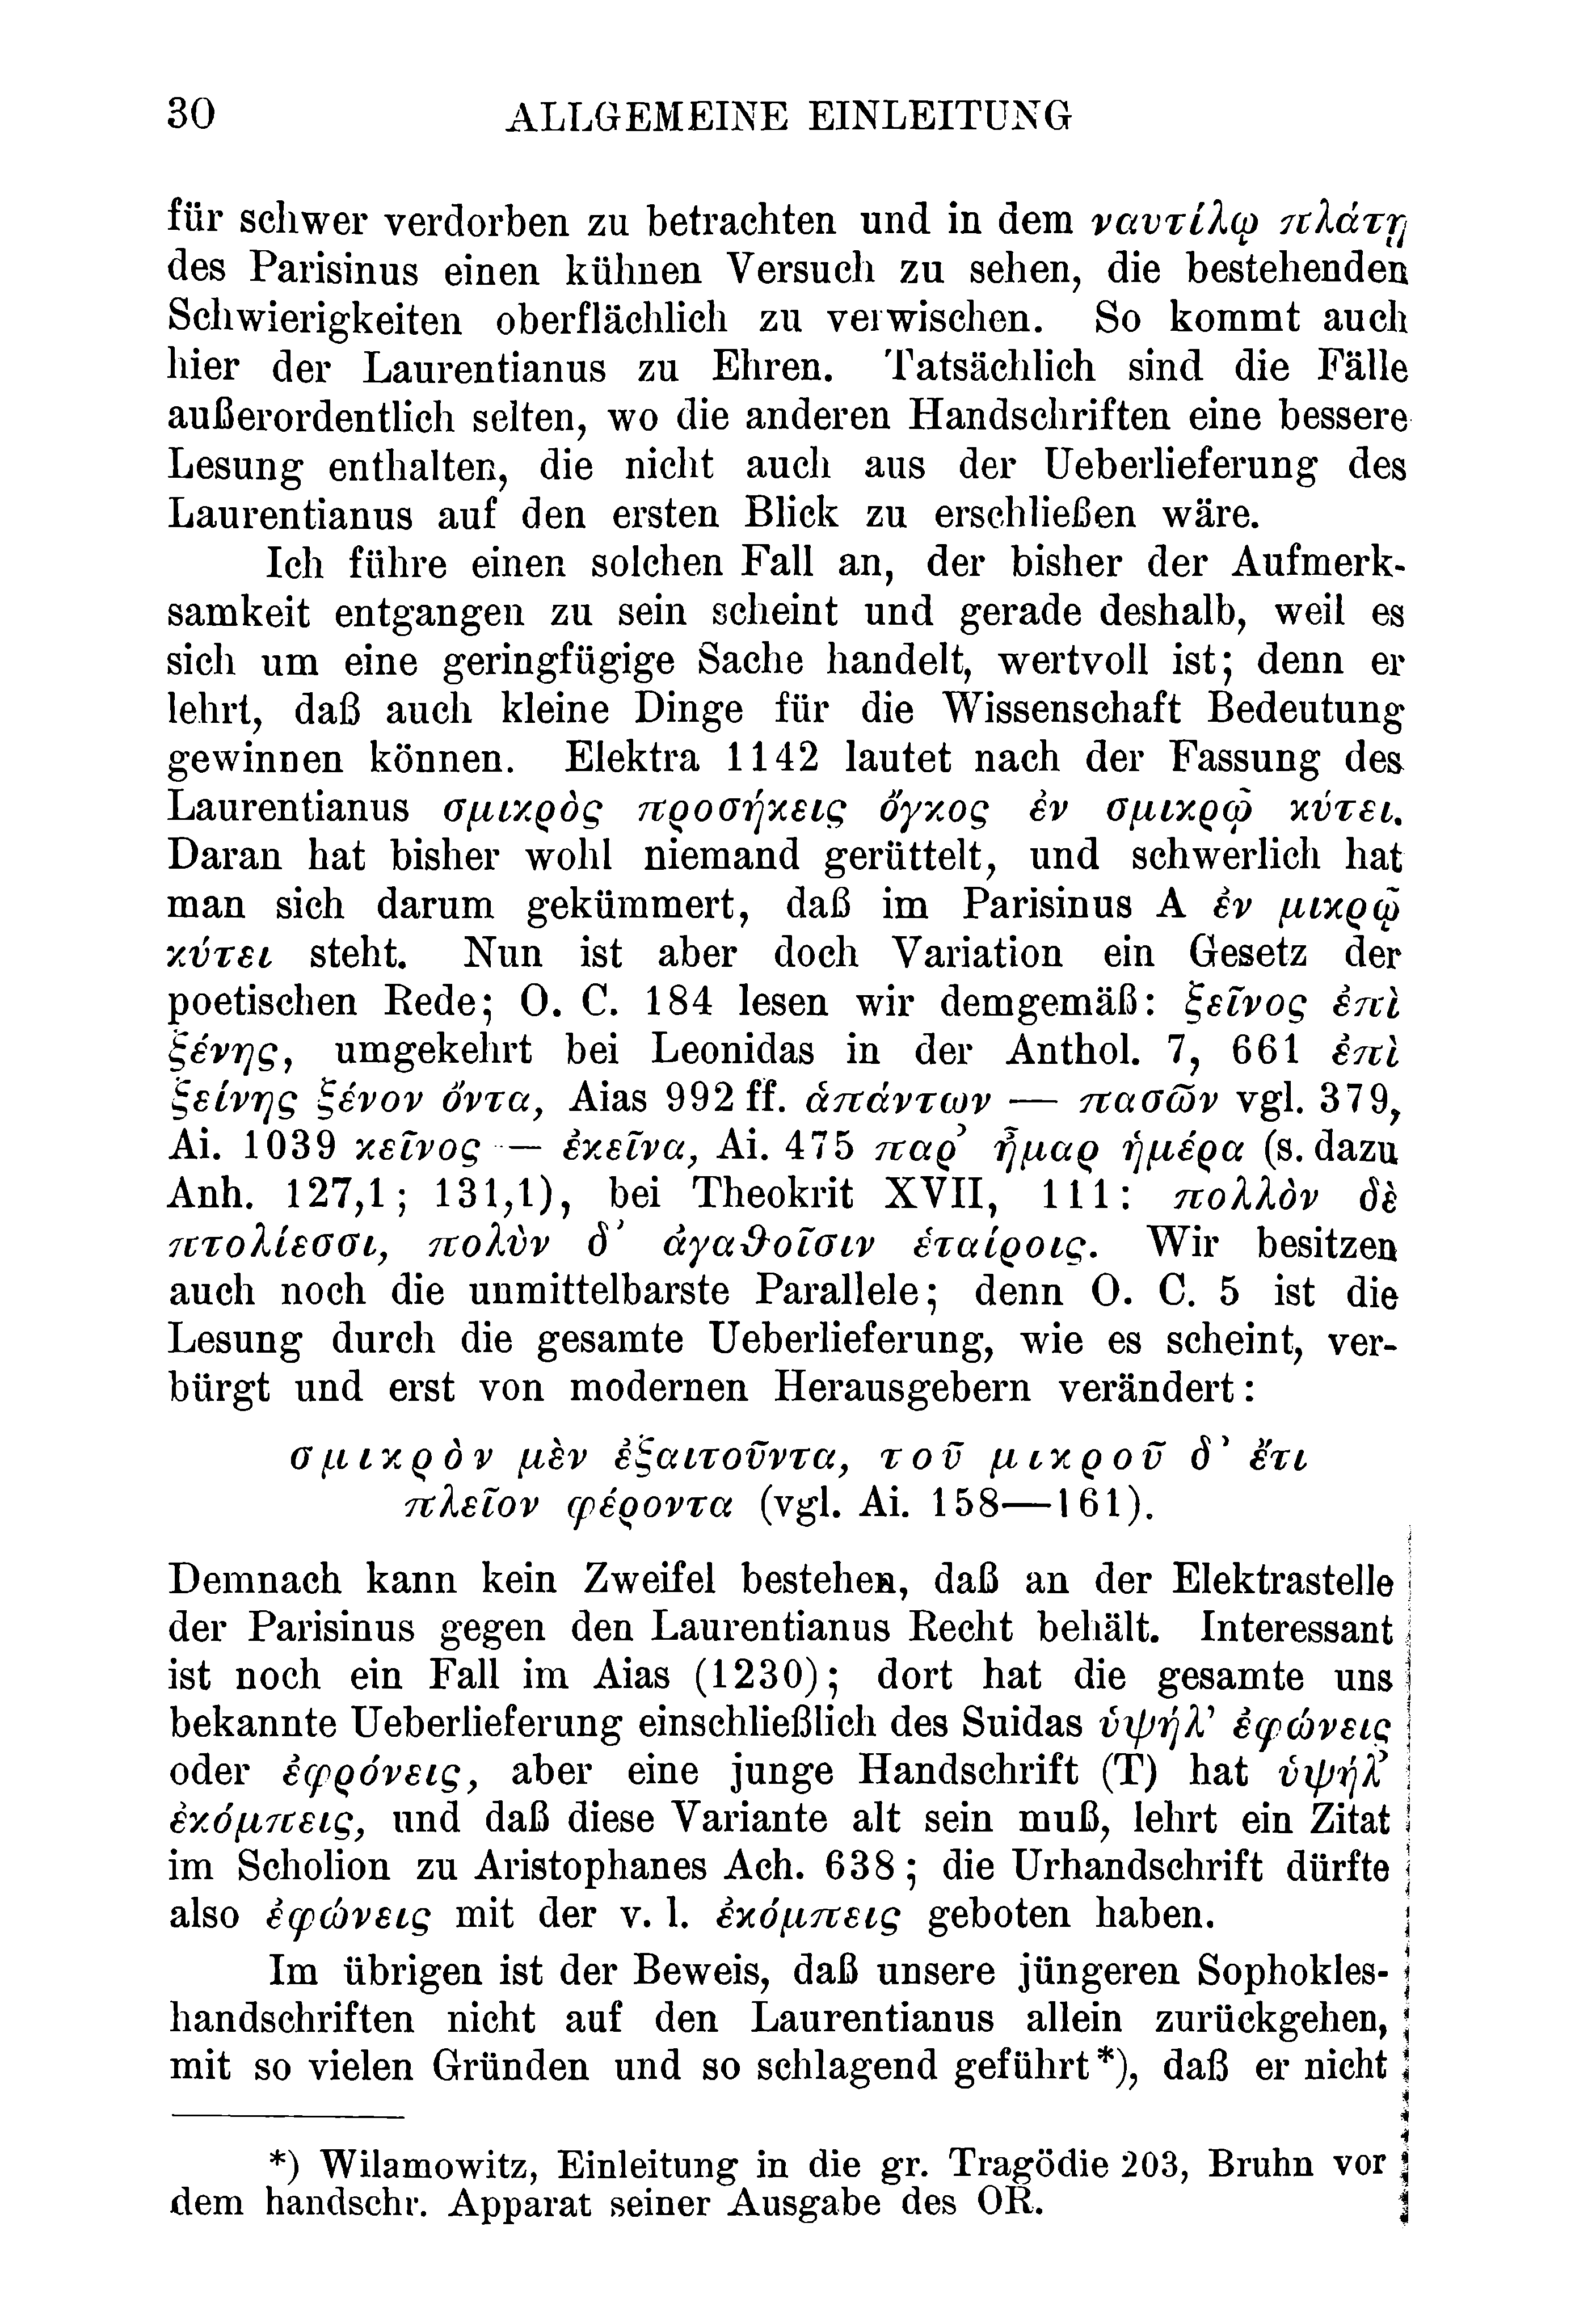 30 ALLGEMEINE EINLEITUNG
für schwer verdorben zu betrachten und in dem ναυτίλῳ πλάτῃ
des Parisinus einen kühnen Versuch zu sehen, die bestehenden
Schwierigkeiten oberflächlich zu verwischen. So kommt auch
hier der Laurentianus zu Ehren. Tatsächlich sind die Fälle
außerordentlich selten, wo die anderen Handschriften eine bessere
Lesung enthalten, die nicht auch aus der Ueberlieferung des
Laurentianus auf den ersten Blick zu erschließen wäre.
Ich führe einen solchen Fall an, der bisher der Aufmerk-
samkeit entgangen zu sein scheint und gerade deshalb, weil es
sich um eine geringfügige Sache handelt, wertvoll ist; denn er
lehrt, daß auch kleine Dinge für die Wissenschaft Bedeutung
gewinnen können. Elektra 1142 lautet nach der Fassung des
Laurentianus σμικρὸς προσήκεις ὄγκος ἐν σμικρῷ κύτει.
Daran hat bisher wohl niemand gerüttelt, und schwerlich hat
man sich darum gekümmert, daß im Parisinus A ἐν μικρῷ
κύτει steht. Nun ist aber doch Variation ein Gesetz der
poetischen Rede; O. C. 184 lesen wir demgemäß: ξεῖνος ἐπὶ
ξένης, umgekehrt bei Leonidas in der Anthol. 7, 661 ἐπὶ
ξείνης ξένον ὄντα, Aias 992 ff. ἁπάντων — πασῶν vgl. 379,
Ai. 1039 κεῖνος — ἐκεῖνα, Ai. 475 παρ' ἦμαρ ἡμέρα (s. dazu
Anh. 127,1; 131,1), bei Theokrit XVII, 111: πολλὸν δὲ
πτολίεσσι, πολὺν δ' ἀγαθοῖσιν ἑταίροις. Wir besitzen
auch noch die unmittelbarste Parallele; denn O. C. 5 ist die
Lesung durch die gesamte Ueberlieferung, wie es scheint, ver-
bürgt und erst von modernen Herausgebern verändert:
σμικρὸν μὲν ἐξαιτοῦντα, τοῦ μικροῦ δ' ἔτι
πλεῖον φέροντα (vgl. Ai. 158—161).
Demnach kann kein Zweifel bestehen, daß an der Elektrastelle
der Parisinus gegen den Laurentianus Recht behält. Interessant
ist noch ein Fall im Aias (1230); dort hat die gesamte uns
bekannte Ueberlieferung einschließlich des Suidas ὑψήλ' ἐφώνεις
oder ἐφρόνεις, aber eine junge Handschrift (T) hat ὑψήλ'
ἐκόμπεις, und daß diese Variante alt sein muß, lehrt ein Zitat
im Scholion zu Aristophanes Ach. 638; die Urhandschrift dürfte
also ἐφώνεις mit der v. l. ἐκόμπεις geboten haben.
Im übrigen ist der Beweis, daß unsere jüngeren Sophokles-
handschriften nicht auf den Laurentianus allein zurückgehen,
mit so vielen Gründen und so schlagend geführt*), daß er nicht
*) Wilamowitz, Einleitung in die gr. Tragödie 203, Bruhn vor
dem handschr. Apparat seiner Ausgabe des OR.